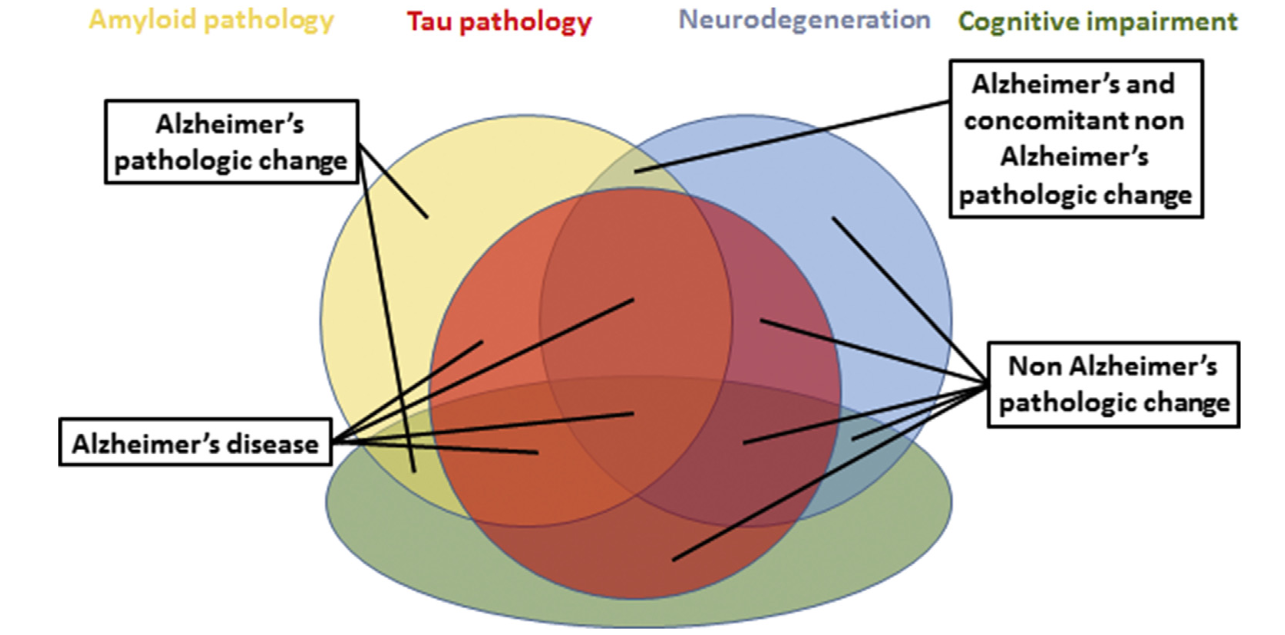 Amyloid pathology
Tau pathology
Neurodegeneration
Cognitive impairment
Alzheimer's
pathologic change
Alzheimer's and
concomitant non
Alzheimer's
pathologic change
Non Alzheimer's
pathologic change
Alzheimer's disease